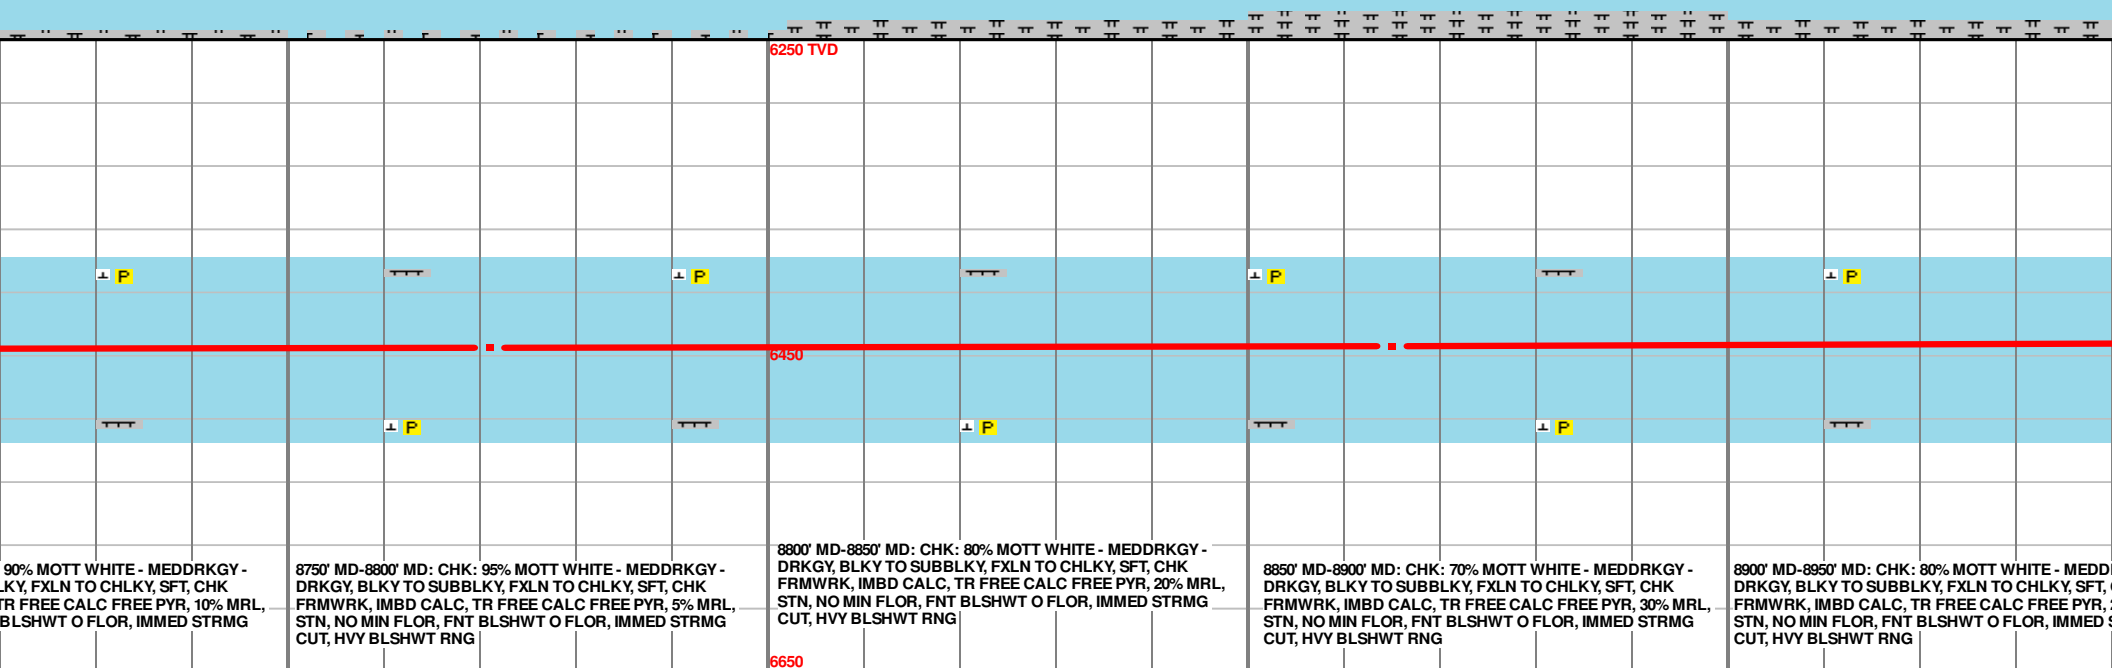 6250 TVD
P
P
P
P
6450
P
P
P
90% MOTT WHITE - MEDDRKGY -
LKY, FXLN TO CHLKY, SFT, CHK
TR FREE CALC FREE PYR, 10% MRL,
BLSHWT O FLOR, IMMED STRMG
8750' MD-8800' MD: CHK: 95% MOTT WHITE - MEDDRKGY -
DRKGY, BLKY TO SUBBLKY, FXLN TO CHLKY, SFT, CHK
FRMWRK, IMBD CALC, TR FREE CALC FREE PYR, 5% MRL,
STN, NO MIN FLOR, FNT BLSHWT O FLOR, IMMED STRMG
CUT, HVY BLSHWT RNG
8800' MD-8850' MD: CHK: 80% MOTT WHITE - MEDDRKGY -
DRKGY, BLKY TO SUBBLKY, FXLN TO CHLKY, SFT, CHK
FRMWRK, IMBD CALC, TR FREE CALC FREE PYR, 20% MRL,
STN, NO MIN FLOR, FNT BLSHWT O FLOR, IMMED STRMG
CUT, HVY BLSHWT RNG
8850' MD-8900' MD: CHK: 70% MOTT WHITE - MEDDRKGY -
DRKGY, BLKY TO SUBBLKY, FXLN TO CHLKY, SFT, CHK
FRMWRK, IMBD CALC, TR FREE CALC FREE PYR, 30% MRL,
STN, NO MIN FLOR, FNT BLSHWT O FLOR, IMMED STRMG
CUT, HVY BLSHWT RNG
8900' MD-8950' MD: CHK: 80% MOTT WHITE - MEDD
DRKGY, BLKY TO SUBBLKY, FXLN TO CHLKY, SFT,
FRMWRK, IMBD CALC, TR FREE CALC FREE PYR,
STN, NO MIN FLOR, FNT BLSHWT O FLOR, IMMED
CUT, HVY BLSHWT RNG
6650